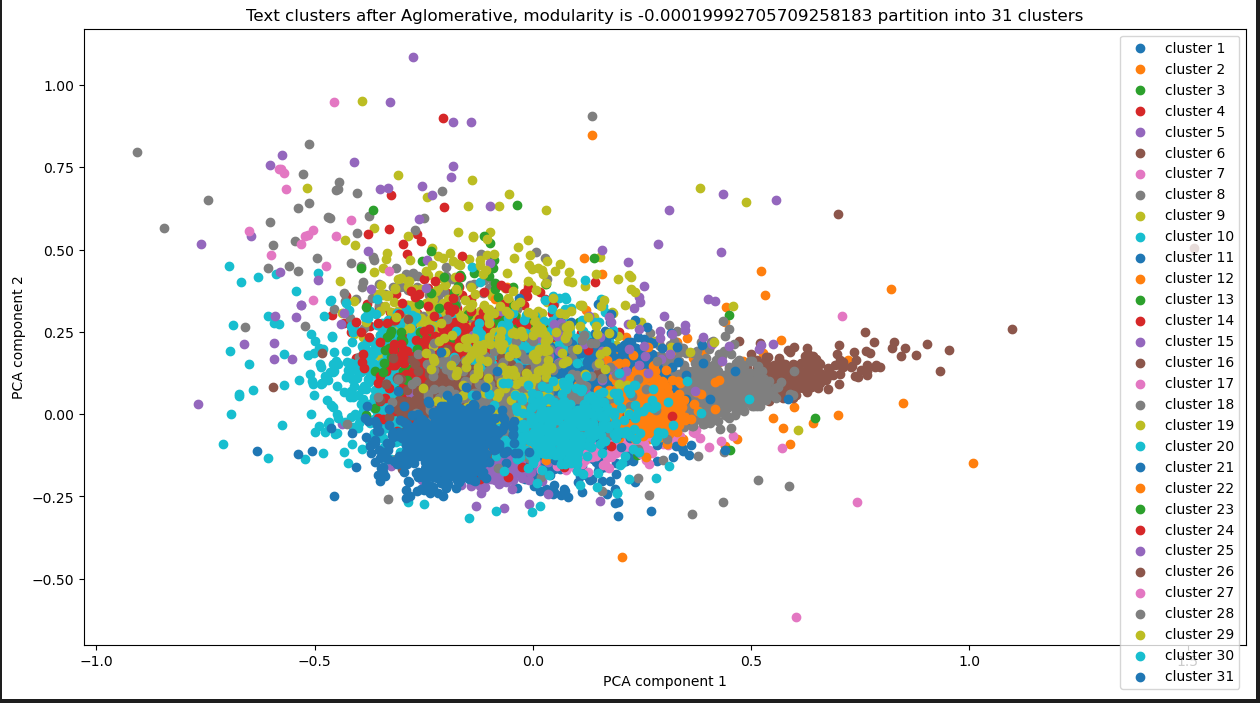 Text clusters after Aglomerative, modularity is -0.00019992705709258183 partition into 31 clusters
PCA component 2
1.00
0.75
0.50
0.25
0.00
−0.25
−0.50
−1.0
−0.5
0.0
0.5
1.0
1.5
PCA component 1
cluster 1
cluster 2
cluster 3
cluster 4
cluster 5
cluster 6
cluster 7
cluster 8
cluster 9
cluster 10
cluster 11
cluster 12
cluster 13
cluster 14
cluster 15
cluster 16
cluster 17
cluster 18
cluster 19
cluster 20
cluster 21
cluster 22
cluster 23
cluster 24
cluster 25
cluster 26
cluster 27
cluster 28
cluster 29
cluster 30
cluster 31